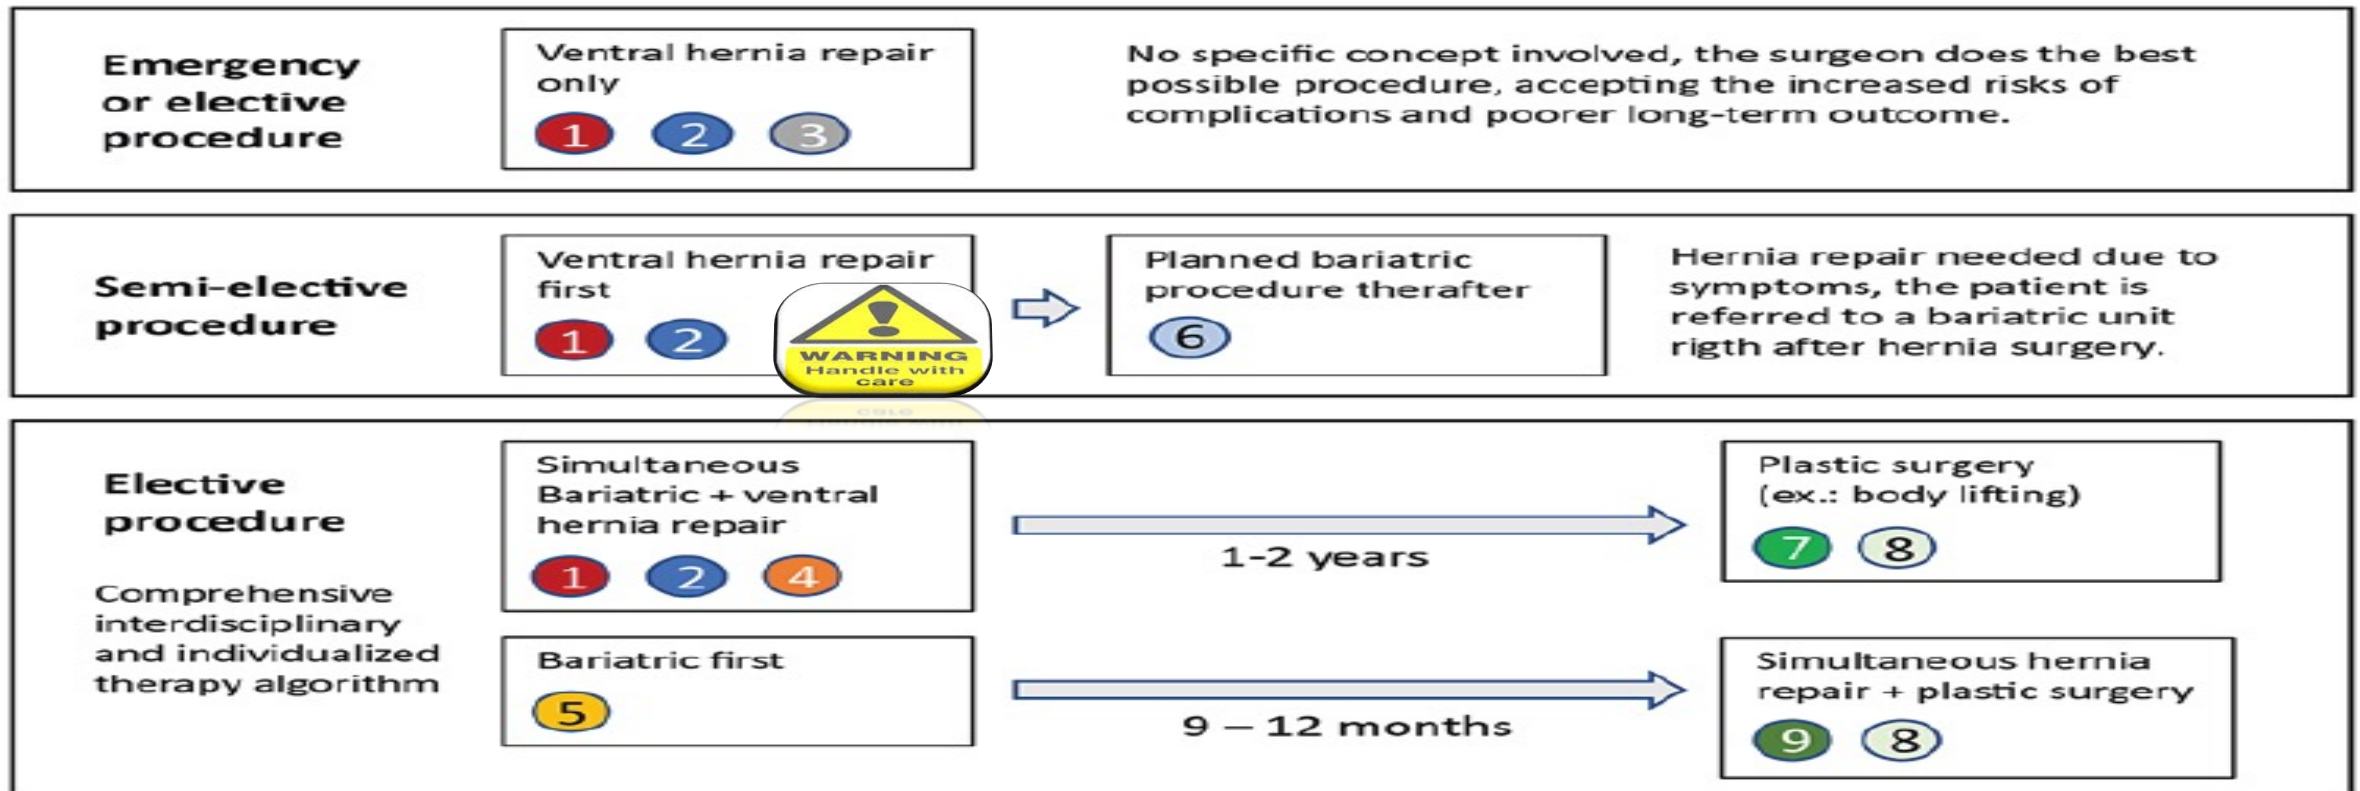 Emergency
or elective
procedure
Ventral hernia repair
only
1 2 3
No specific concept involved, the surgeon does the best
possible procedure, accepting the increased risks of
complications and poorer long-term outcome.
Semi-elective
procedure
Ventral hernia repair
first
1 2
WARNING
Handle with
care
Planned bariatric
procedure therafter
6
Hernia repair needed due to
symptoms, the patient is
referred to a bariatric unit
rigth after hernia surgery.
Elective
procedure
Comprehensive
interdisciplinary
and individualized
therapy algorithm
Simultaneous
Bariatric + ventral
hernia repair
1 2 4
1-2 years
Plastic surgery
(ex.: body lifting)
7 8
Bariatric first
5
9 – 12 months
Simultaneous hernia
repair + plastic surgery
9 8